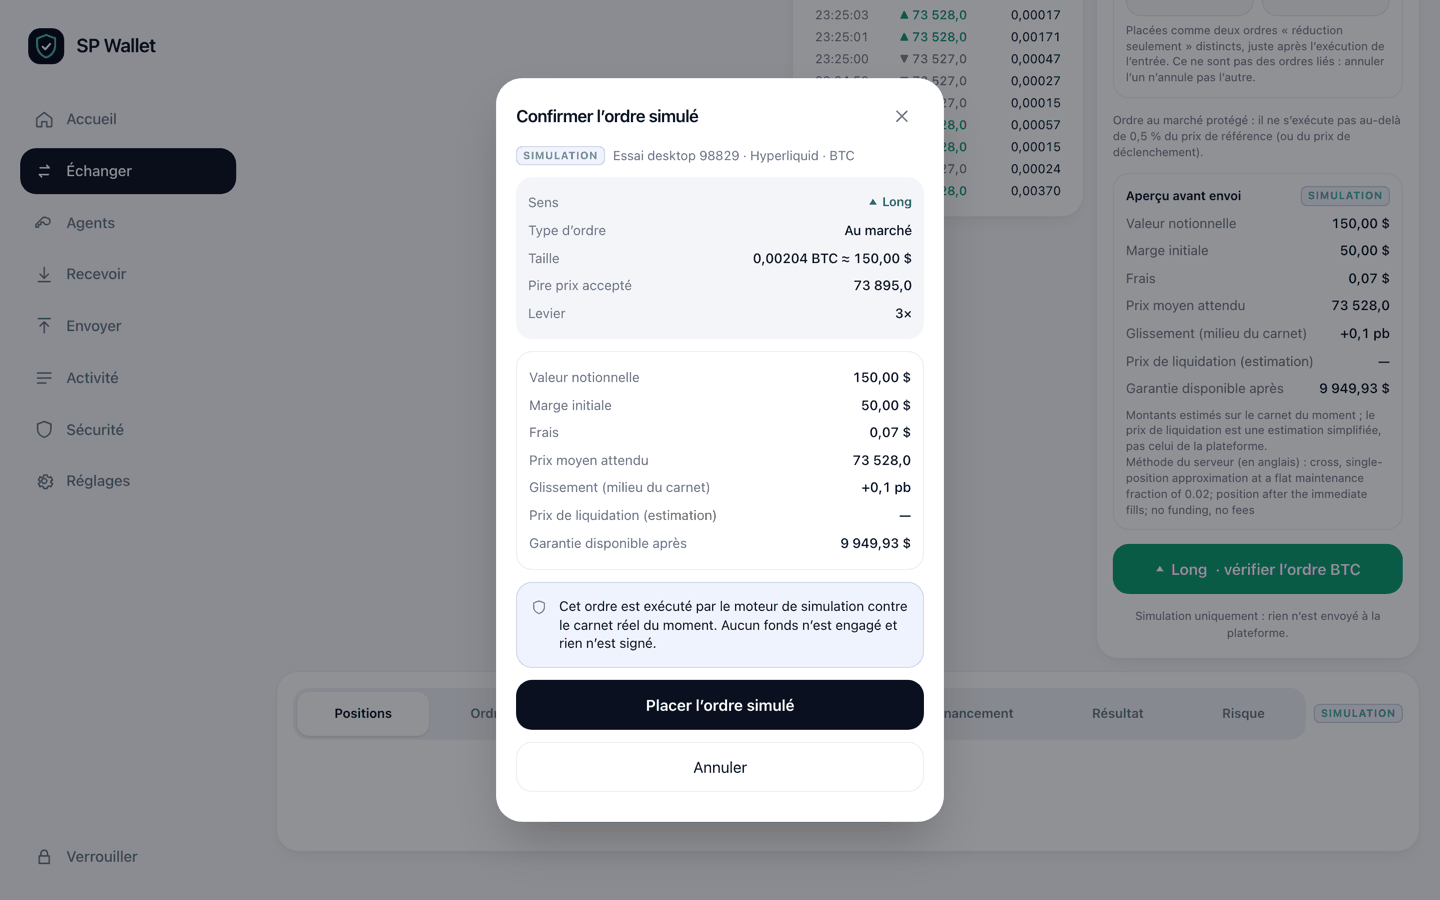 SP Wallet
Accueil
Échanger
Agents
Recevoir
Envoyer
Activité
Sécurité
Réglages
Verrouiller
23:25:03 ▲ 73 528,0 0,00017
23:25:01 ▲ 73 528,0 0,00171
23:25:00 ▼ 73 527,0 0,00047
527,0 0,00027
27,0 0,00015
28,0 0,00057
28,0 0,00015
27,0 0,00024
28,0 0,00370
Confirmer l’ordre simulé
SIMULATION Essai desktop 98829 · Hyperliquid · BTC
Sens ▲ Long
Type d’ordre Au marché
Taille 0,00204 BTC ≈ 150,00 $
Pire prix accepté 73 895,0
Levier 3×
Valeur notionnelle 150,00 $
Marge initiale 50,00 $
Frais 0,07 $
Prix moyen attendu 73 528,0
Glissement (milieu du carnet) +0,1 pb
Prix de liquidation (estimation) —
Garantie disponible après 9 949,93 $
Cet ordre est exécuté par le moteur de simulation contre
le carnet réel du moment. Aucun fonds n’est engagé et
rien n’est signé.
Placer l’ordre simulé
Annuler
Placées comme deux ordres « réduction
seulement » distincts, juste après l’exécution de
l’entrée. Ce ne sont pas des ordres liés : annuler
l’un n’annule pas l’autre.
Ordre au marché protégé : il ne s’exécute pas au-delà
de 0,5 % du prix de référence (ou du prix de
déclenchement).
Aperçu avant envoi SIMULATION
Valeur notionnelle 150,00 $
Marge initiale 50,00 $
Frais 0,07 $
Prix moyen attendu 73 528,0
Glissement (milieu du carnet) +0,1 pb
Prix de liquidation (estimation) —
Garantie disponible après 9 949,93 $
Montants estimés sur le carnet du moment ; le
prix de liquidation est une estimation simplifiée,
pas celui de la plateforme.
Méthode du serveur (en anglais) : cross, single-
position approximation at a flat maintenance
fraction of 0.02; position after the immediate
fills; no funding, no fees
▲ Long · vérifier l’ordre BTC
Simulation uniquement : rien n’est envoyé à la
plateforme.
Positions Ordr nancement Résultat Risque SIMULATION